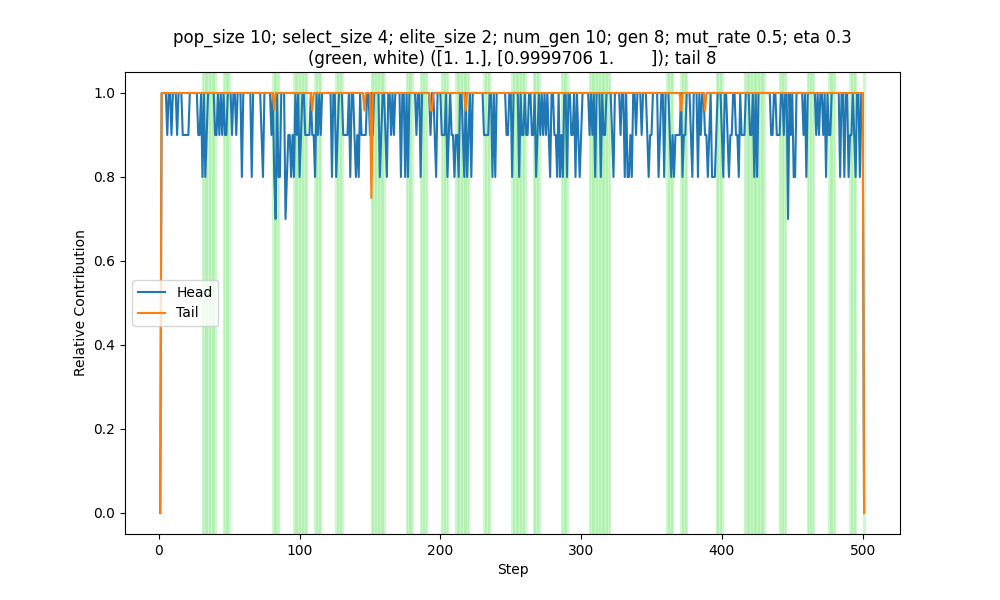 pop_size 10; select_size 4; elite_size 2; num_gen 10; gen 8; mut_rate 0.5; eta 0.3
(green, white) ([1. 1.], [0.9999706 1.        ]); tail 8
1.0
0.8
0.6
0.4
0.2
0.0
Relative Contribution
Head
Tail
0
100
200
300
400
500
Step